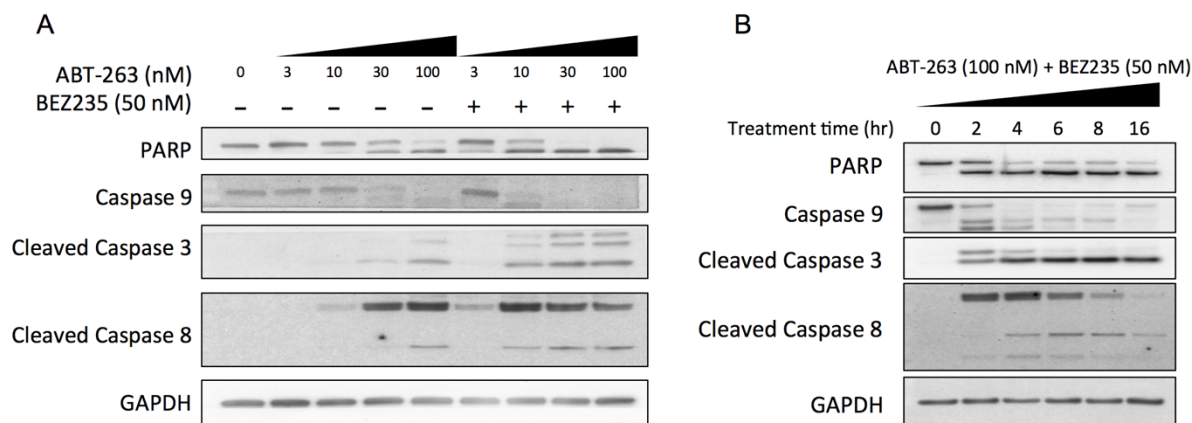 A
ABT-263 (nM) 0 3 10 30 100 3 10 30 100
BEZ235 (50 nM) – – – – – + + + +
PARP
Caspase 9
Cleaved Caspase 3
Cleaved Caspase 8
GAPDH
B
ABT-263 (100 nM) + BEZ235 (50 nM)
Treatment time (hr) 0 2 4 6 8 16
PARP
Caspase 9
Cleaved Caspase 3
Cleaved Caspase 8
GAPDH